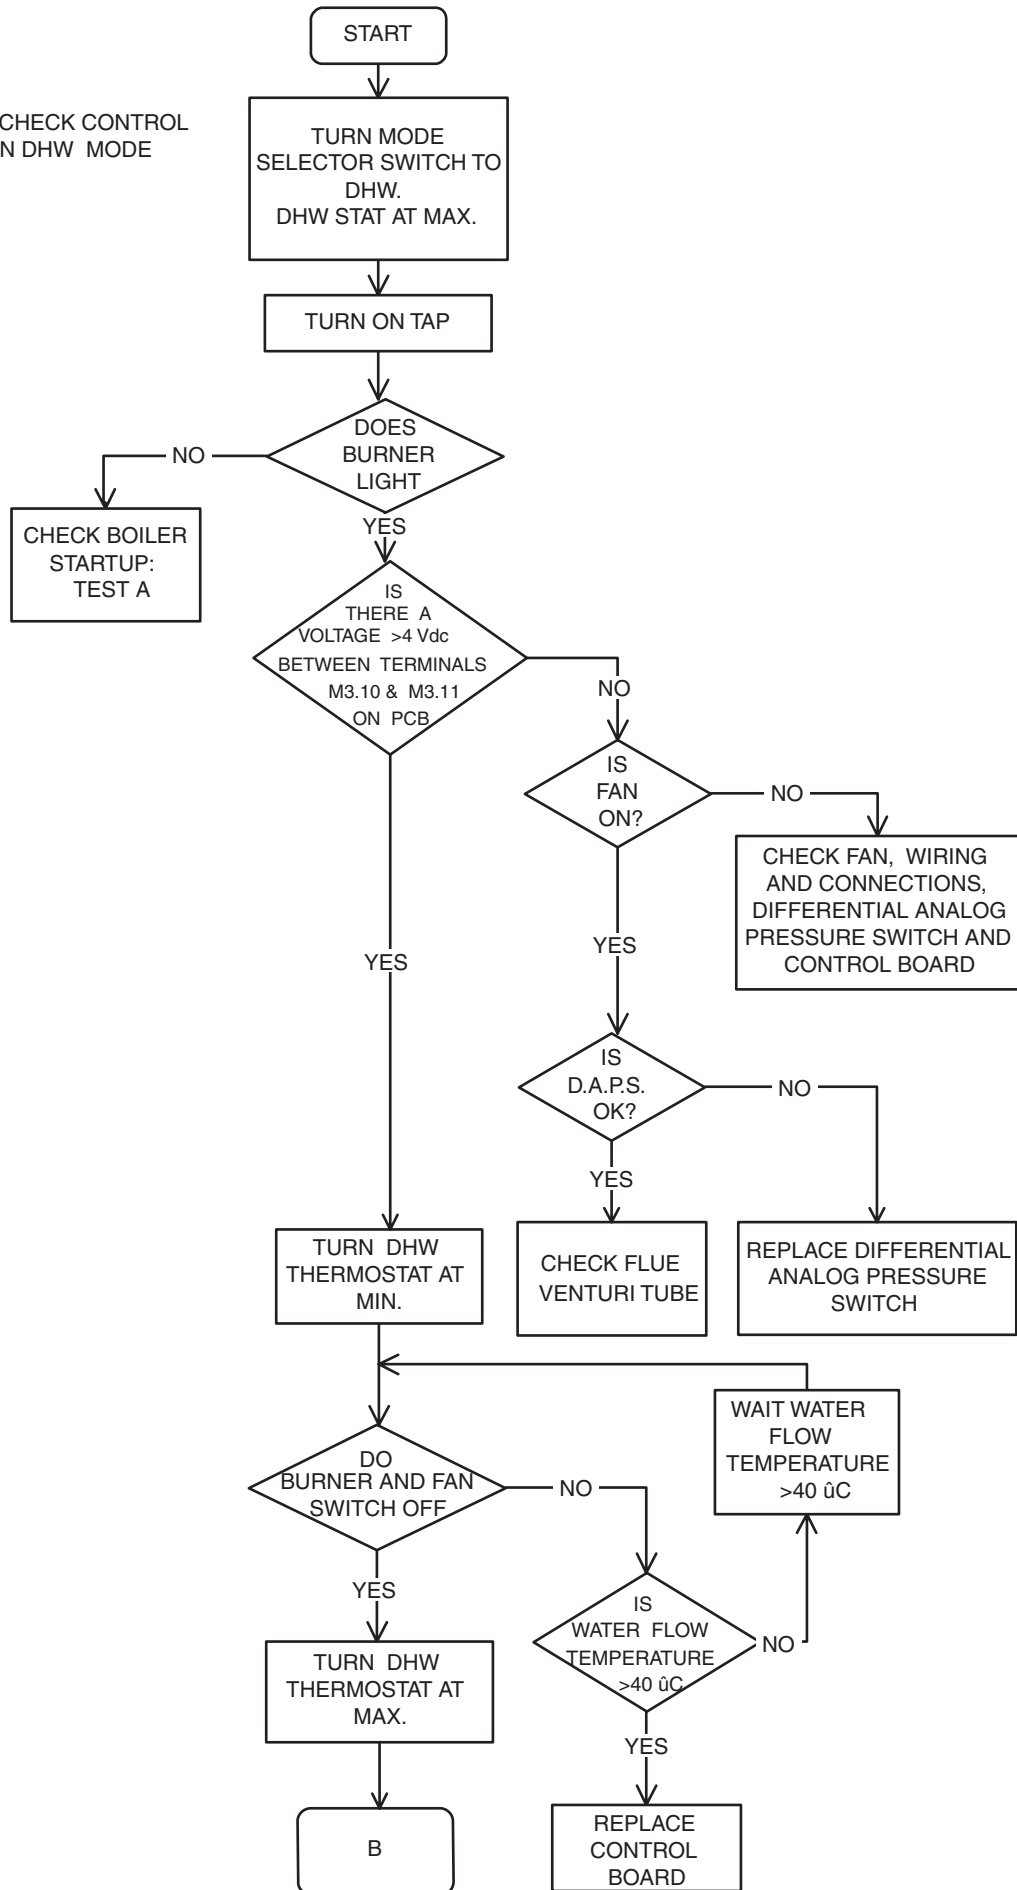 START
CHECK CONTROL
N DHW MODE
TURN MODE
SELECTOR SWITCH TO
DHW.
DHW STAT AT MAX.
TURN ON TAP
DOES
BURNER
LIGHT
NO
YES
CHECK BOILER
STARTUP:
TEST A
IS
THERE A
VOLTAGE >4 Vdc
BETWEEN TERMINALS
M3.10 & M3.11
ON PCB
NO
IS
FAN
ON?
NO
CHECK FAN, WIRING
AND CONNECTIONS,
DIFFERENTIAL ANALOG
PRESSURE SWITCH AND
CONTROL BOARD
YES
YES
IS
D.A.P.S.
OK?
NO
YES
TURN DHW
THERMOSTAT AT
MIN.
CHECK FLUE
VENTURI TUBE
REPLACE DIFFERENTIAL
ANALOG PRESSURE
SWITCH
WAIT WATER
FLOW
TEMPERATURE
>40 ûC
DO
BURNER AND FAN
SWITCH OFF
NO
YES
IS
WATER FLOW
TEMPERATURE
>40 ûC
NO
TURN DHW
THERMOSTAT AT
MAX.
YES
B
REPLACE
CONTROL
BOARD